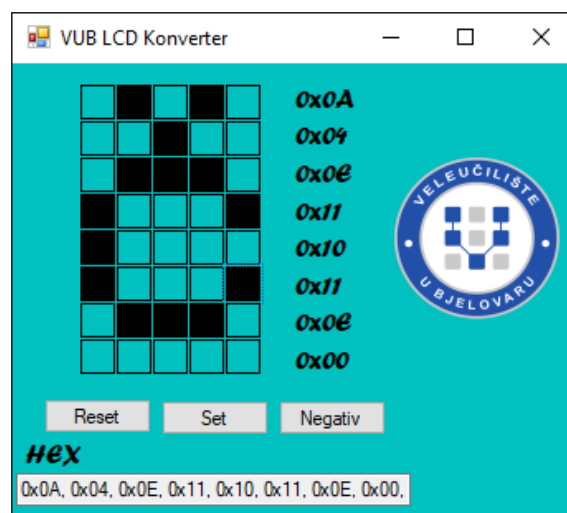 VUB LCD Konverter
0x0A
0x04
0x0E
0x11
0x10
0x11
0x0E
0x00
VELEUČILIŠTE
U BJELOVARU
Reset Set Negativ
HEX
0x0A, 0x04, 0x0E, 0x11, 0x10, 0x11, 0x0E, 0x00,